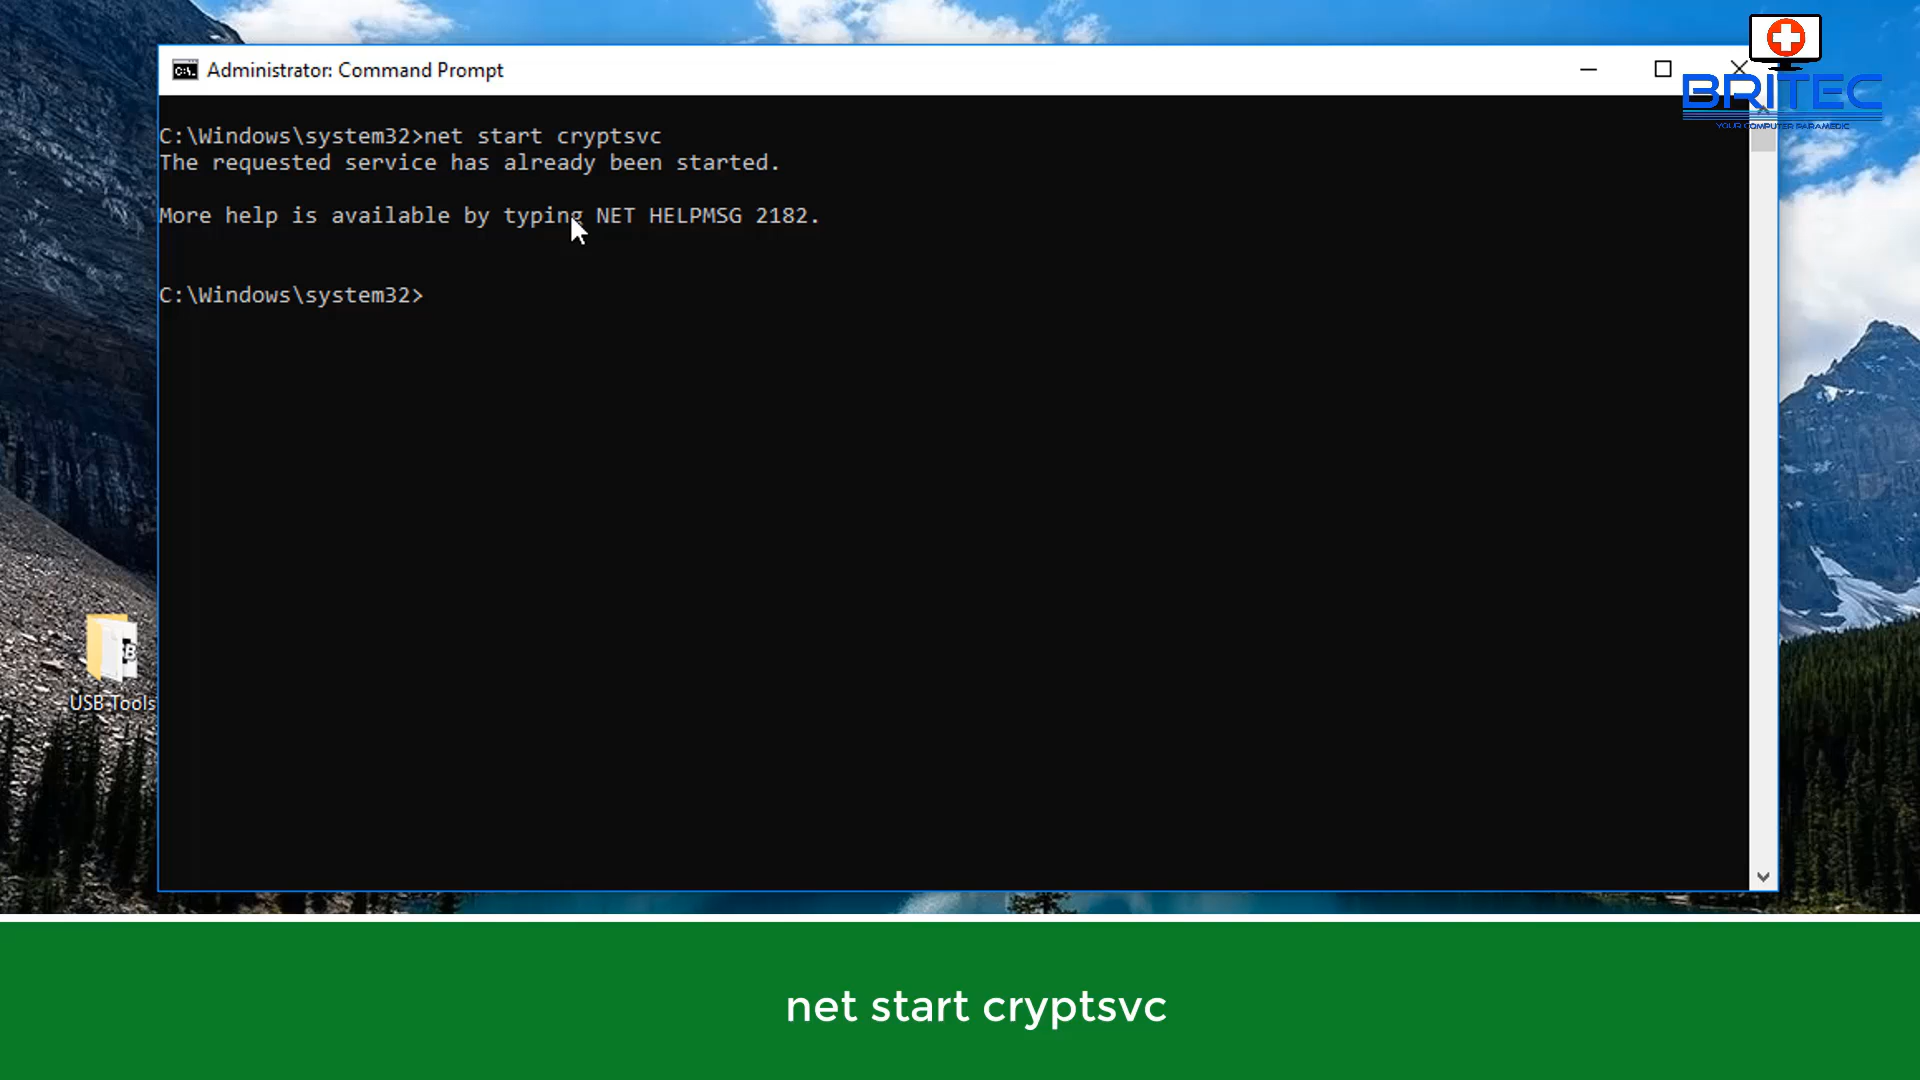 Administrator: Command Prompt
BRITEC
YOUR COMPUTER PARAMEDIC
C:\Windows\system32>net start cryptsvc
The requested service has already been started.
More help is available by typing NET HELPMSG 2182.
C:\Windows\system32>
USB Tools
net start cryptsvc